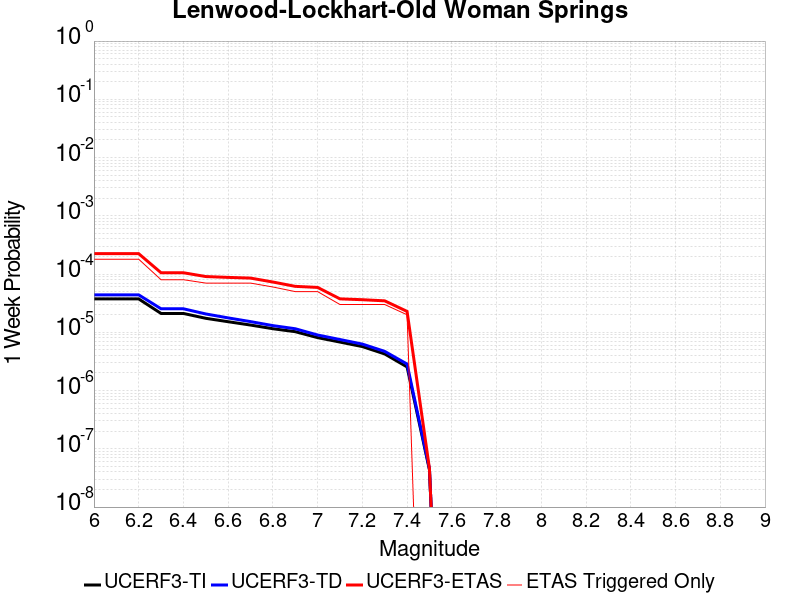 Lenwood-Lockhart-Old Woman Springs
10^0
10^-1
10^-2
10^-3
10^-4
10^-5
10^-6
10^-7
10^-8
1 Week Probability
6 6.2 6.4 6.6 6.8 7 7.2 7.4 7.6 7.8 8 8.2 8.4 8.6 8.8 9
Magnitude
UCERF3-TI UCERF3-TD UCERF3-ETAS ETAS Triggered Only